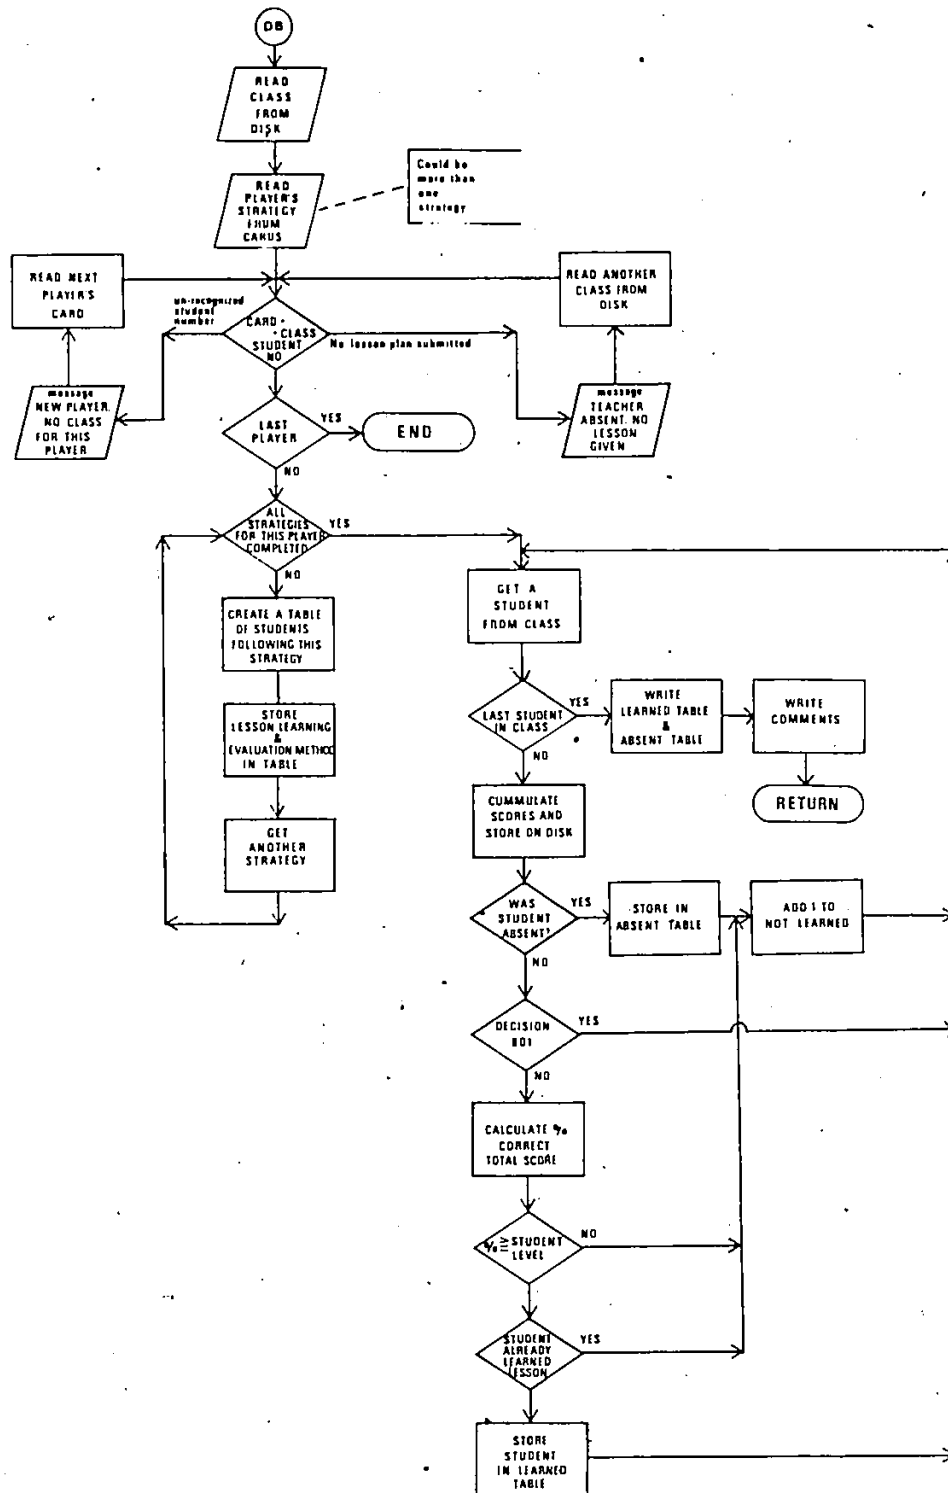 DB
READ
CLASS
FROM
DISK
READ
PLAYER'S
STRATEGY
FROM
CARDS
Could be
more than
one
strategy
READ NEXT
PLAYER'S
CARD
READ ANOTHER
CLASS FROM
DISK
un-recognized
student
number
CARD =
CLASS
STUDENT
NO
No lesson plan submitted
message
NEW PLAYER.
NO CLASS
FOR THIS
PLAYER
message
TEACHER
ABSENT. NO
LESSON
GIVEN
LAST
PLAYER
YES
END
NO
ALL
STRATEGIES
FOR THIS PLAYER
COMPLETED
YES
NO
CREATE A TABLE
OF STUDENTS
FOLLOWING THIS
STRATEGY
STORE
LESSON LEARNING
&
EVALUATION METHOD
IN TABLE
GET
ANOTHER
STRATEGY
GET A
STUDENT
FROM CLASS
LAST STUDENT
IN CLASS
YES
WRITE
LEARNED TABLE
&
ABSENT TABLE
WRITE
COMMENTS
RETURN
NO
CUMMULATE
SCORES AND
STORE ON DISK
WAS
STUDENT
ABSENT?
YES
STORE IN
ABSENT TABLE
ADD 1 TO
NOT LEARNED
NO
DECISION
801
YES
NO
CALCULATE %
CORRECT
TOTAL SCORE
% ≧ STUDENT
LEVEL
NO
STUDENT
ALREADY
LEARNED
LESSON
YES
STORE
STUDENT
IN LEARNED
TABLE